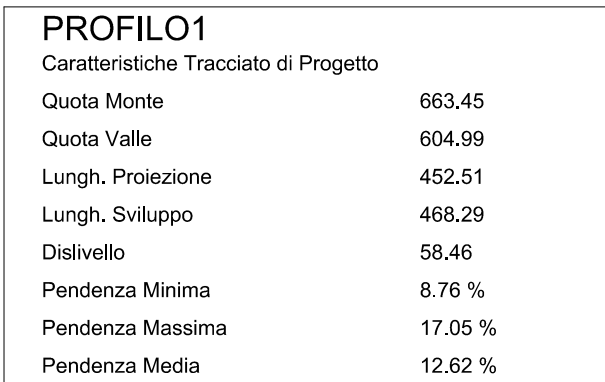 PROFILO1
Caratteristiche Tracciato di Progetto
Quota Monte 663.45
Quota Valle 604.99
Lungh. Proiezione 452.51
Lungh. Sviluppo 468.29
Dislivello 58.46
Pendenza Minima 8.76 %
Pendenza Massima 17.05 %
Pendenza Media 12.62 %